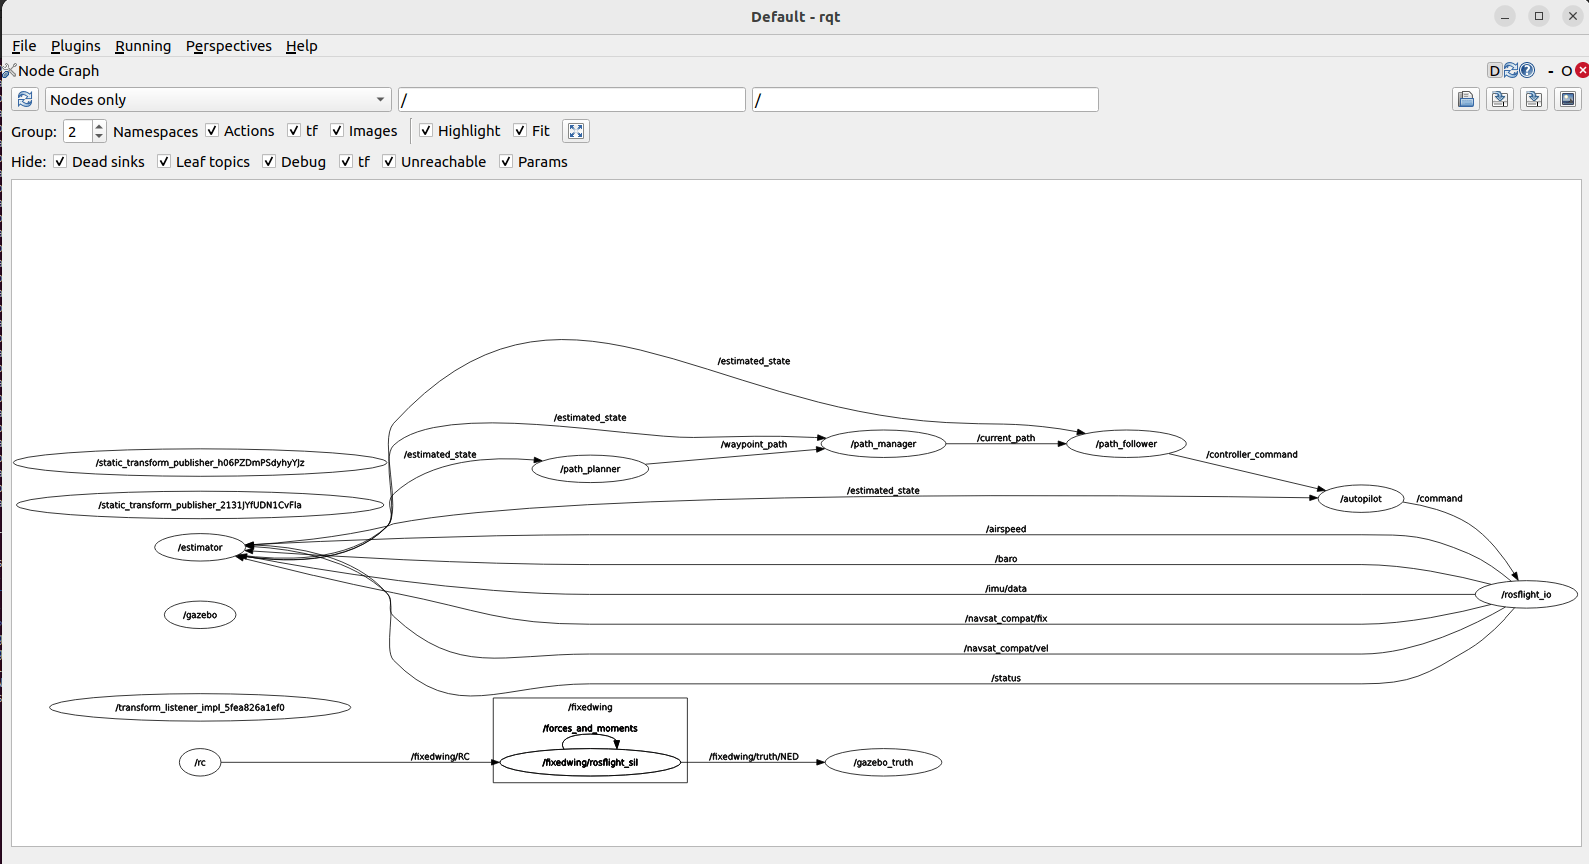 Default - rqt
File Plugins Running Perspectives Help
Node Graph D - O
Nodes only / /
Group: 2 Namespaces Actions tf Images Highlight Fit
Hide: Dead sinks Leaf topics Debug tf Unreachable Params
/estimated_state
/estimated_state
/waypoint_path
/path_manager
/current_path
/path_follower
/estimated_state
/path_planner
/controller_command
/static_transform_publisher_h06PZDmPSdyhyYJz
/estimated_state
/autopilot
/command
/static_transform_publisher_2131JYfUDN1CvFla
/airspeed
/estimator
/baro
/imu/data
/rosflight_io
/gazebo
/navsat_compat/fix
/navsat_compat/vel
/status
/transform_listener_impl_5fea826a1ef0
/fixedwing
/forces_and_moments
/rc
/fixedwing/RC
/fixedwing/rosflight_sil
/fixedwing/truth/NED
/gazebo_truth